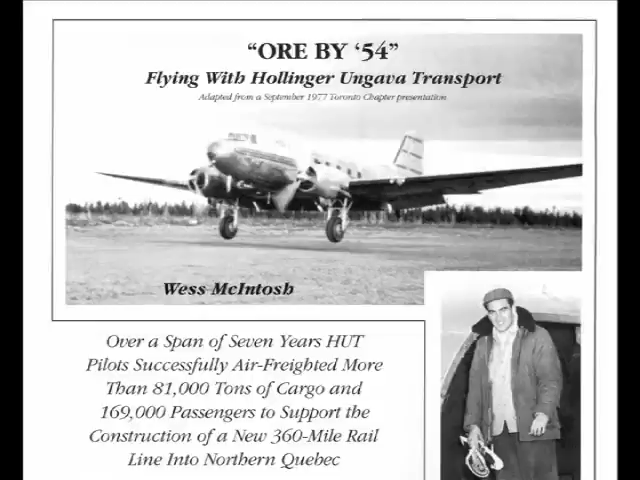 "ORE BY '54"
Flying With Hollinger Ungava Transport
Adapted from a September 1977 Toronto Chapter presentation
Wess McIntosh
Over a Span of Seven Years HUT
Pilots Successfully Air-Freighted More
Than 81,000 Tons of Cargo and
169,000 Passengers to Support the
Construction of a New 360-Mile Rail
Line Into Northern Quebec